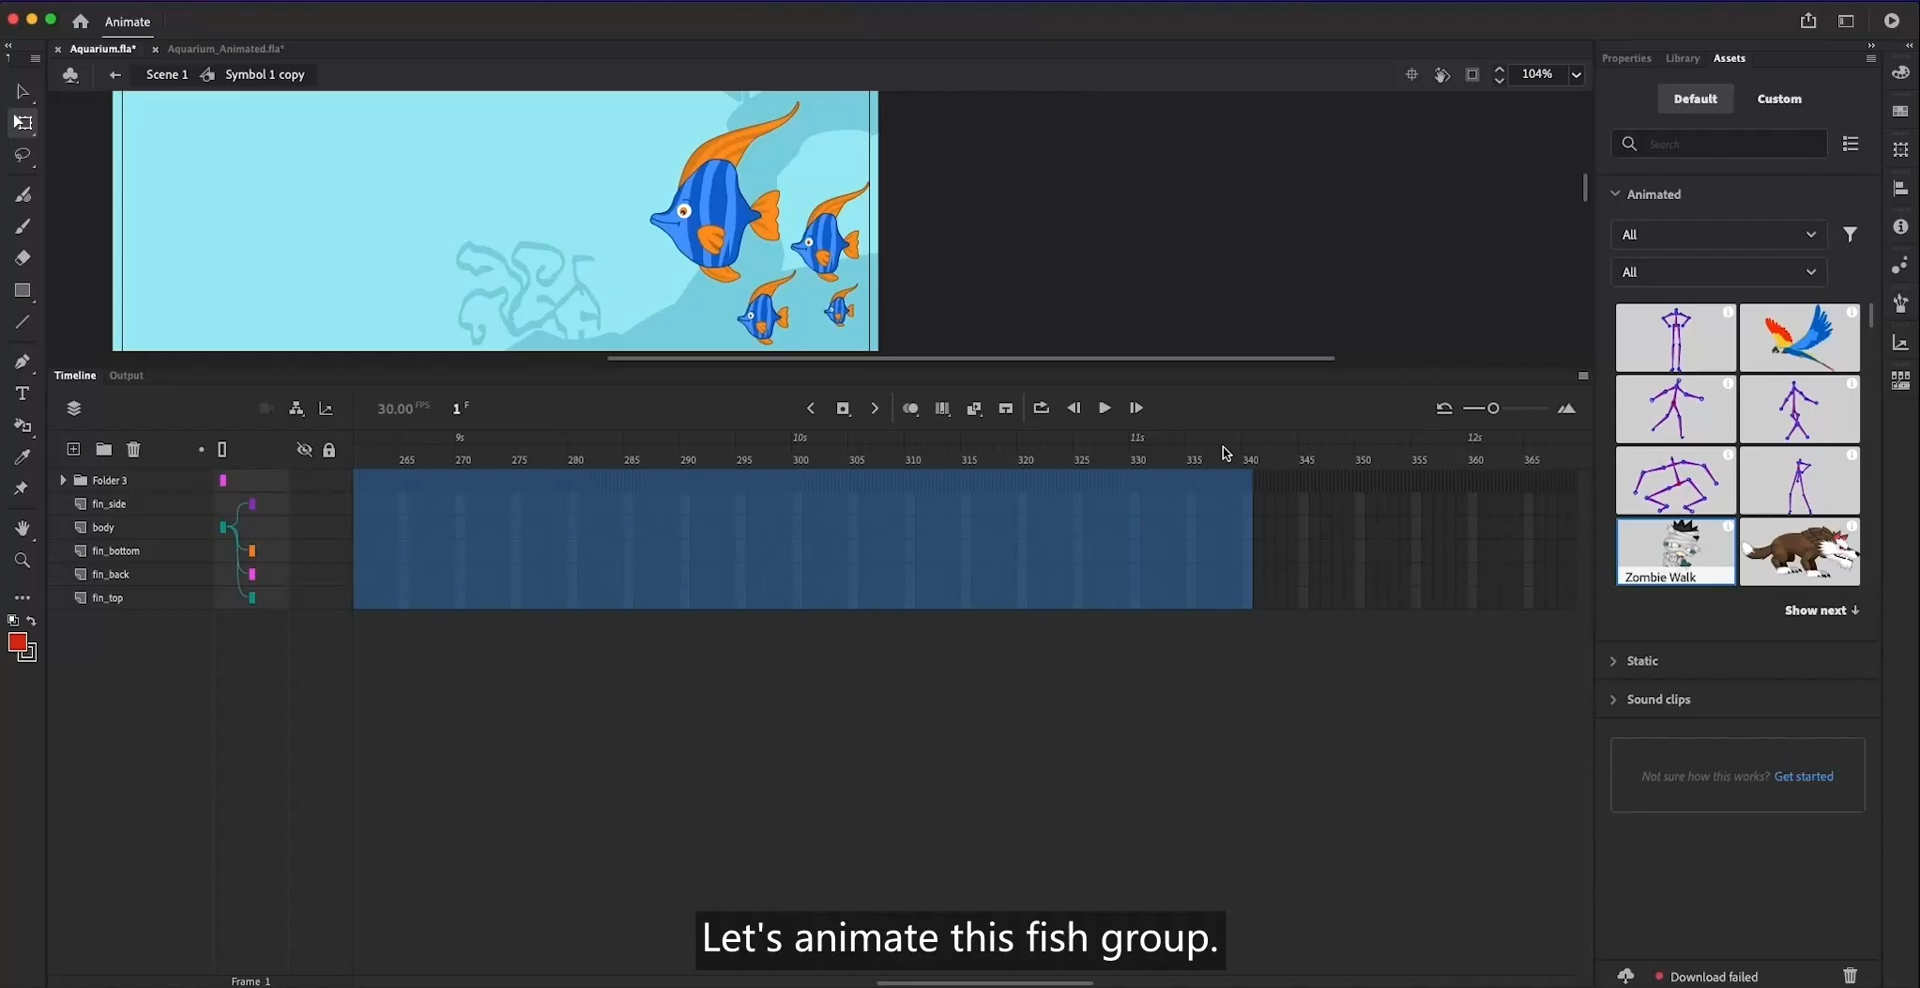 Animate
Aquarium.fla*
Aquarium_Animated.fla*
Scene 1
Symbol 1 copy
104%
Properties
Library
Assets
Default
Custom
Search
Animated
All
All
Zombie Walk
Show next
Static
Sound clips
Not sure how this works? Get started
Download failed
Timeline
Output
30.00 FPS
1 F
9s 10s 11s 12s
265 270 275 280 285 290 295 300 305 310 315 320 325 330 335 340 345 350 355 360 365
Folder 3
fin_side
body
fin_bottom
fin_back
fin_top
Let's animate this fish group.
Frame 1